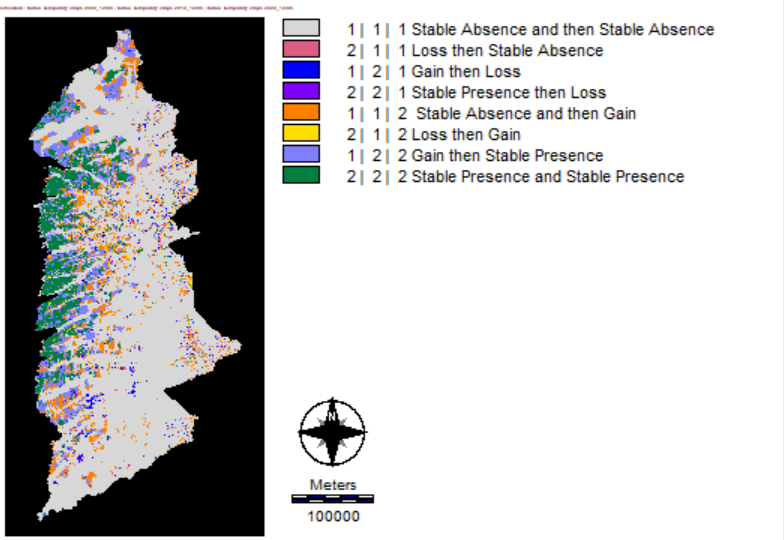 1 | 1 | 1 Stable Absence and then Stable Absence
2 | 1 | 1 Loss then Stable Absence
1 | 2 | 1 Gain then Loss
2 | 2 | 1 Stable Presence then Loss
1 | 1 | 2 Stable Absence and then Gain
2 | 1 | 2 Loss then Gain
1 | 2 | 2 Gain then Stable Presence
2 | 2 | 2 Stable Presence and Stable Presence
Meters
100000